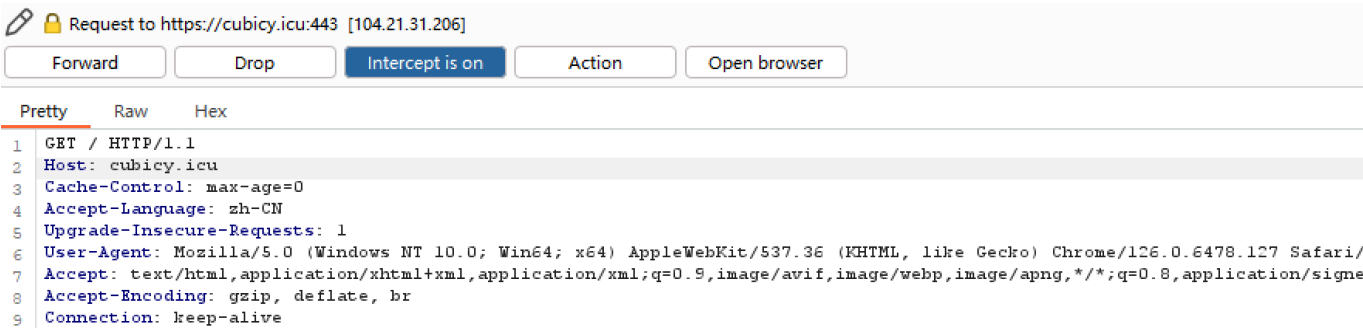 Request to https://cubicy.icu:443 [104.21.31.206]
Forward Drop Intercept is on Action Open browser
Pretty Raw Hex
1 GET / HTTP/1.1
2 Host: cubicy.icu
3 Cache-Control: max-age=0
4 Accept-Language: zh-CN
5 Upgrade-Insecure-Requests: 1
6 User-Agent: Mozilla/5.0 (Windows NT 10.0; Win64; x64) AppleWebKit/537.36 (KHTML, like Gecko) Chrome/126.0.6478.127 Safari/
7 Accept: text/html,application/xhtml+xml,application/xml;q=0.9,image/avif,image/webp,image/apng,*/*;q=0.8,application/signe
8 Accept-Encoding: gzip, deflate, br
9 Connection: keep-alive